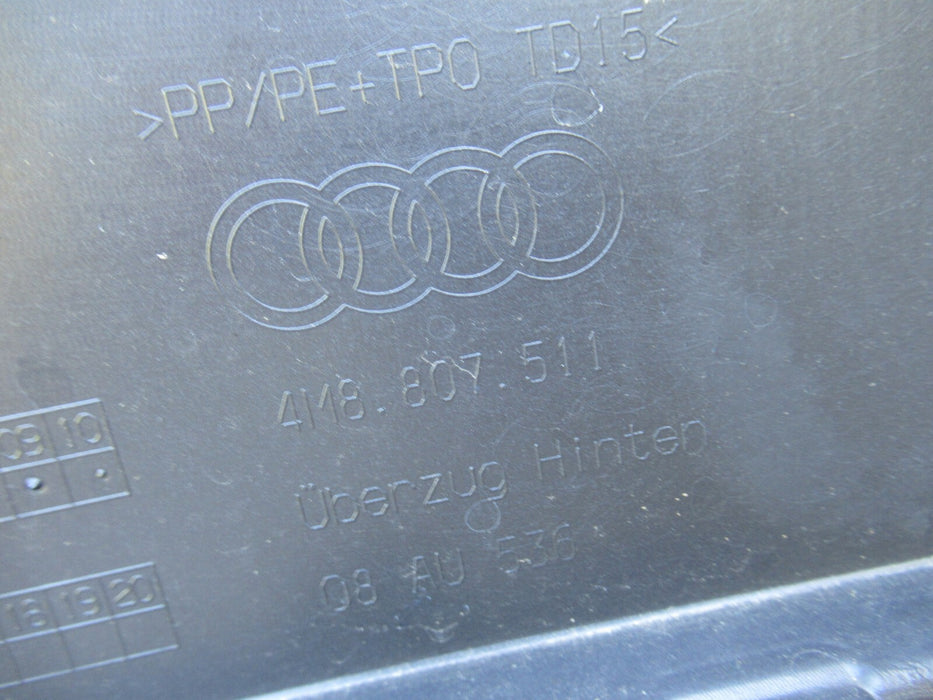 >PP/PE+TPO TD15<
4M8.807.511
09 10
Überzug Hinten
08 AU 536
18 19 20